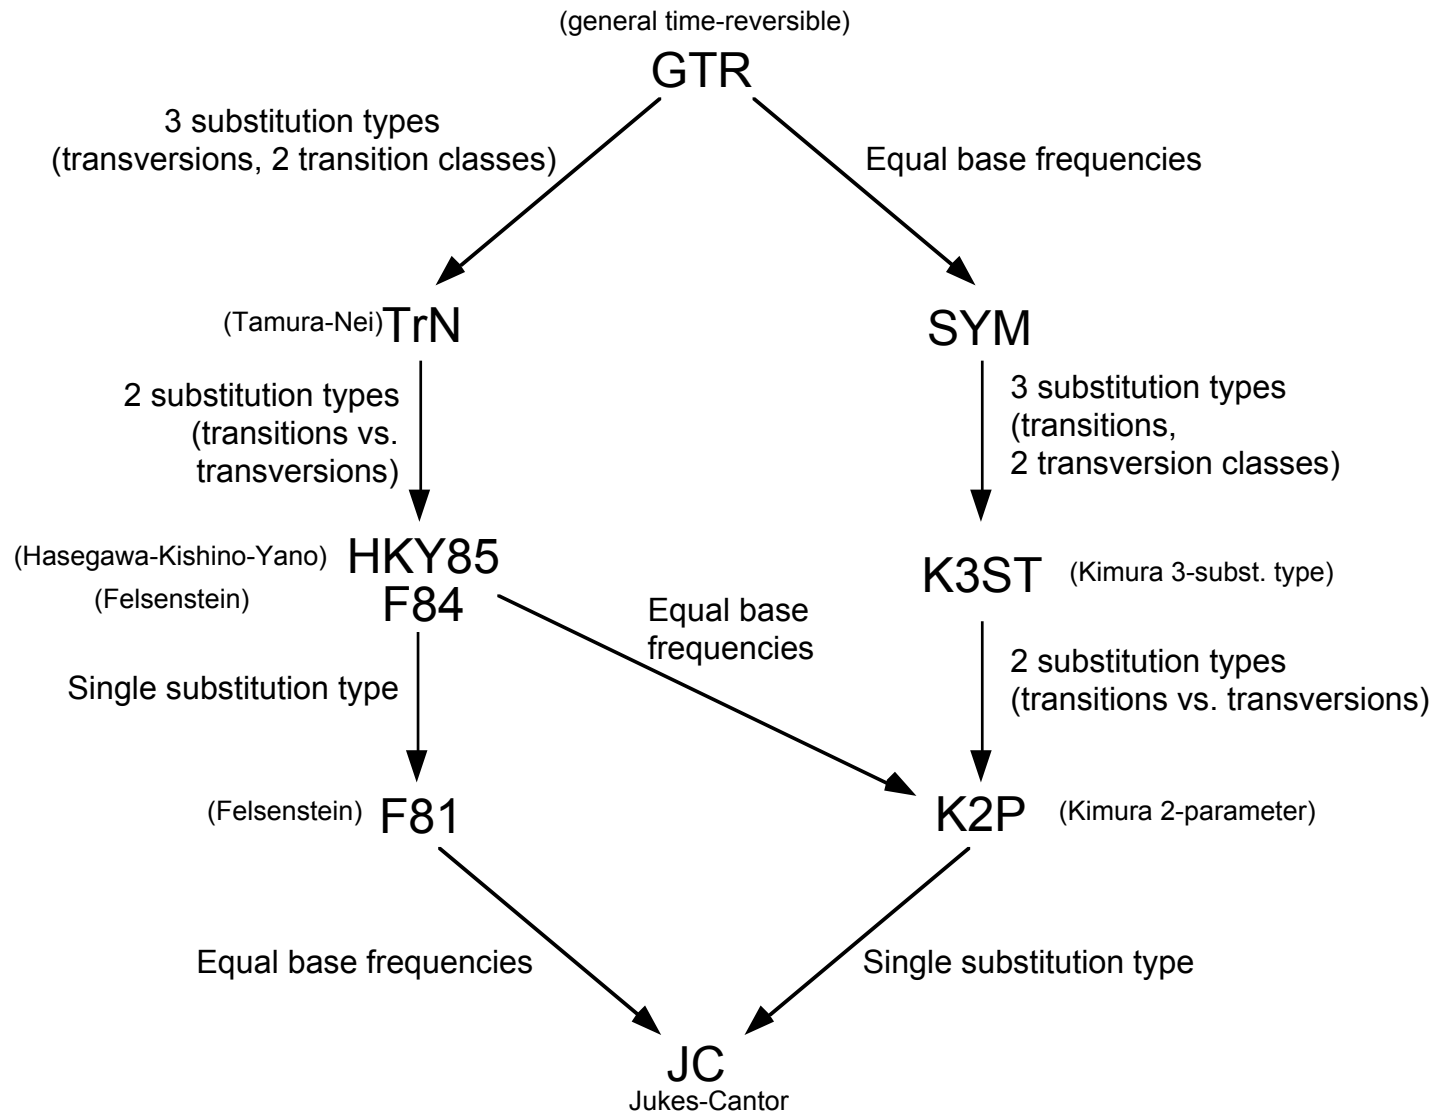 (general time-reversible)
GTR
3 substitution types
(transversions, 2 transition classes)
Equal base frequencies
(Tamura-Nei) TrN
SYM
2 substitution types
(transitions vs.
transversions)
3 substitution types
(transitions,
2 transversion classes)
(Hasegawa-Kishino-Yano) HKY85
(Felsenstein) F84
K3ST (Kimura 3-subst. type)
Equal base
frequencies
Single substitution type
2 substitution types
(transitions vs. transversions)
(Felsenstein) F81
K2P (Kimura 2-parameter)
Equal base frequencies
Single substitution type
JC
Jukes-Cantor